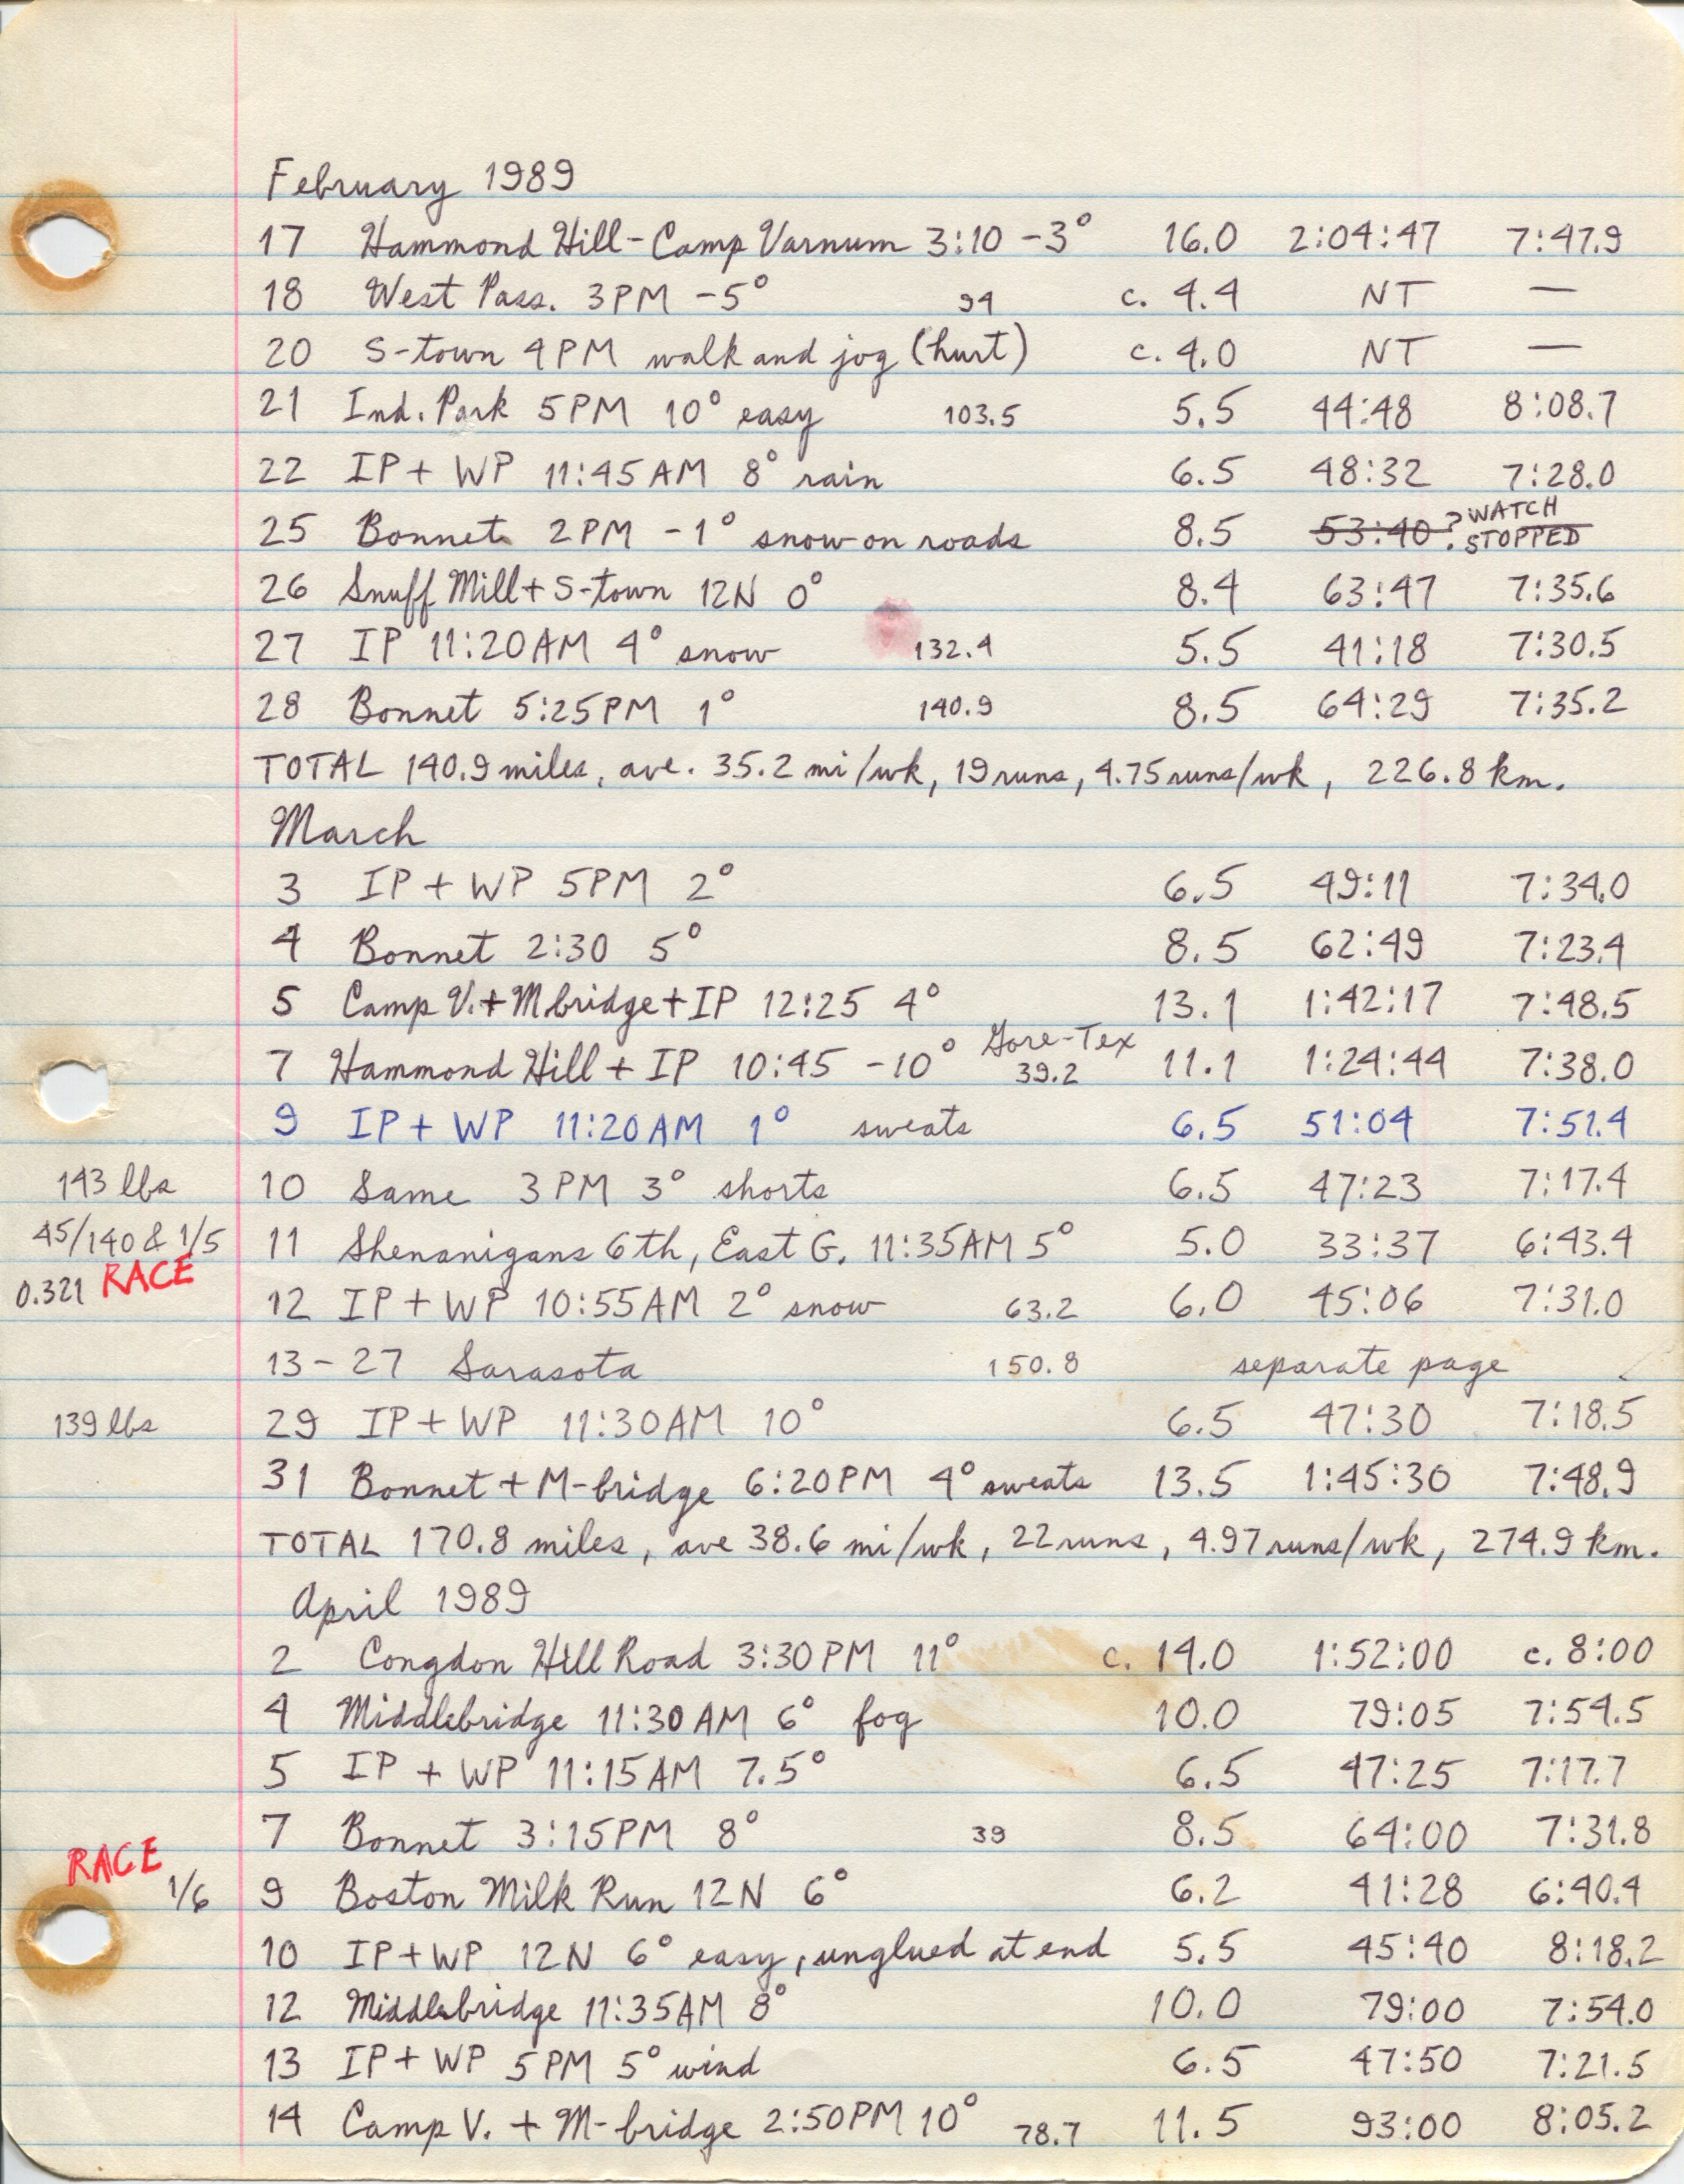 February 1989
17 Hammond Hill-Camp Varnum 3:10 -3° 16.0 2:04:47 7:47.9
18 West Pass. 3PM -5° 94 c. 4.4 NT —
20 S-town 4PM walk and jog (hurt) c. 4.0 NT —
21 Ind. Park 5PM 10° easy 103.5 5.5 44:48 8:08.7
22 IP + WP 11:45AM 8° rain 6.5 48:32 7:28.0
25 Bonnet 2PM -1° snow on roads 8.5 53:40 ? WATCH STOPPED
26 Snuff Mill + S-town 12N 0° 8.4 63:47 7:35.6
27 IP 11:20AM 4° snow 132.4 5.5 41:18 7:30.5
28 Bonnet 5:25PM 1° 140.9 8.5 64:29 7:35.2
TOTAL 140.9 miles, ave. 35.2 mi/wk, 19 runs, 4.75 runs/wk, 226.8 km.
March
3 IP + WP 5PM 2° 6.5 49:11 7:34.0
4 Bonnet 2:30 5° 8.5 62:49 7:23.4
5 Camp V. + Mbridge + IP 12:25 4° 13.1 1:42:17 7:48.5
7 Hammond Hill + IP 10:45 -10° Gore-Tex 39.2 11.1 1:24:44 7:38.0
9 IP + WP 11:20AM 1° sweats 6.5 51:04 7:51.4
143 lbs 10 Same 3PM 3° shorts 6.5 47:23 7:17.4
45/140 & 1/5 11 Shenanigans 6th, East G. 11:35AM 5° 5.0 33:37 6:43.4
0.321 RACE 12 IP + WP 10:55AM 2° snow 63.2 6.0 45:06 7:31.0
13-27 Sarasota 150.8 separate page
139 lbs 29 IP + WP 11:30AM 10° 6.5 47:30 7:18.5
31 Bonnet + M-bridge 6:20PM 4° sweats 13.5 1:45:30 7:48.9
TOTAL 170.8 miles, ave 38.6 mi/wk, 22 runs, 4.97 runs/wk, 274.9 km.
April 1989
2 Congdon Hill Road 3:30PM 11° c. 14.0 1:52:00 c. 8:00
4 Middlebridge 11:30AM 6° fog 10.0 79:05 7:54.5
5 IP + WP 11:15AM 7.5° 6.5 47:25 7:17.7
7 Bonnet 3:15PM 8° 39 8.5 64:00 7:31.8
RACE 1/6 9 Boston Milk Run 12N 6° 6.2 41:28 6:40.4
10 IP + WP 12N 6° easy, unglued at end 5.5 45:40 8:18.2
12 Middlebridge 11:35AM 8° 10.0 79:00 7:54.0
13 IP + WP 5PM 5° wind 6.5 47:50 7:21.5
14 Camp V. + M-bridge 2:50PM 10° 78.7 11.5 93:00 8:05.2